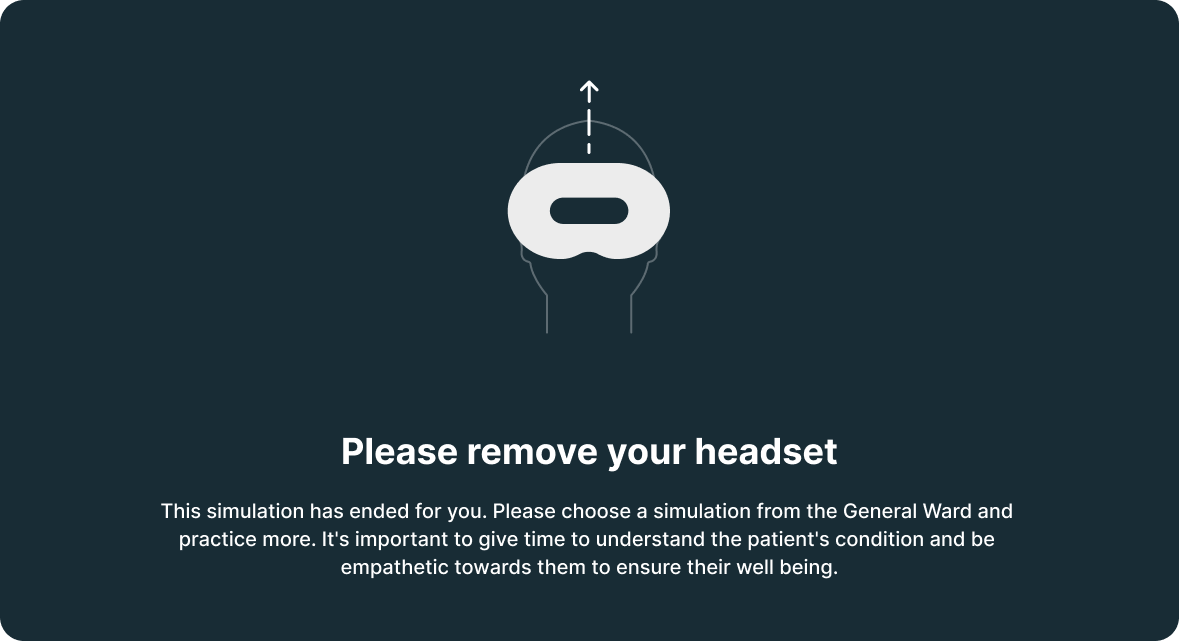 Please remove your headset
This simulation has ended for you. Please choose a simulation from the General Ward and
practice more. It's important to give time to understand the patient's condition and be
empathetic towards them to ensure their well being.